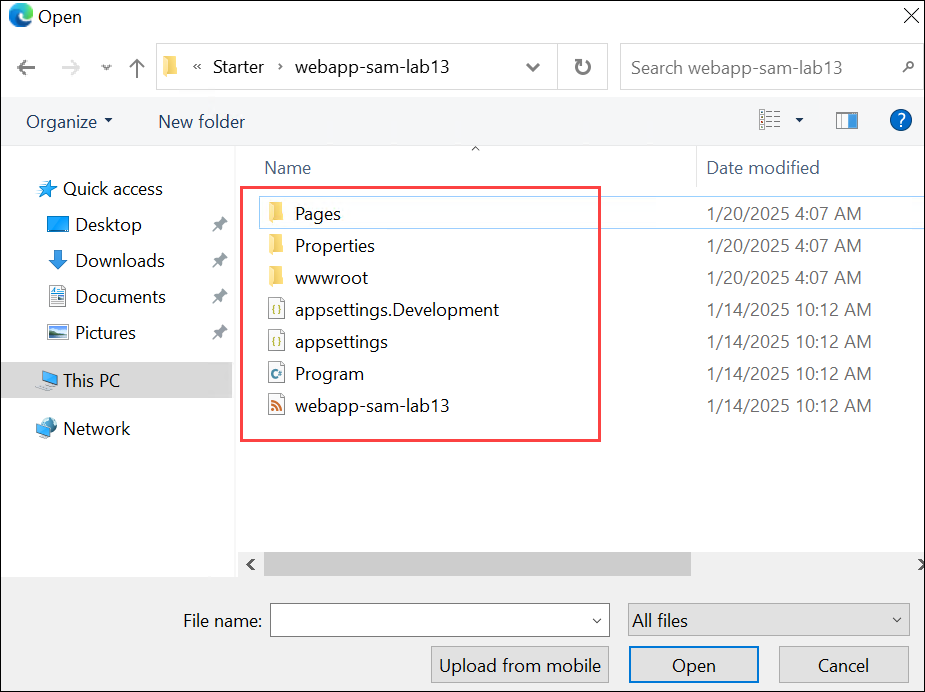 Open
« Starter › webapp-sam-lab13
Search webapp-sam-lab13
Organize
New folder
?
Name
Date modified
Quick access
Desktop
Downloads
Documents
Pictures
This PC
Network
Pages 1/20/2025 4:07 AM
Properties 1/20/2025 4:07 AM
wwwroot 1/20/2025 4:07 AM
appsettings.Development 1/14/2025 10:12 AM
appsettings 1/14/2025 10:12 AM
Program 1/14/2025 10:12 AM
webapp-sam-lab13 1/14/2025 10:12 AM
File name:
All files
Upload from mobile
Open
Cancel